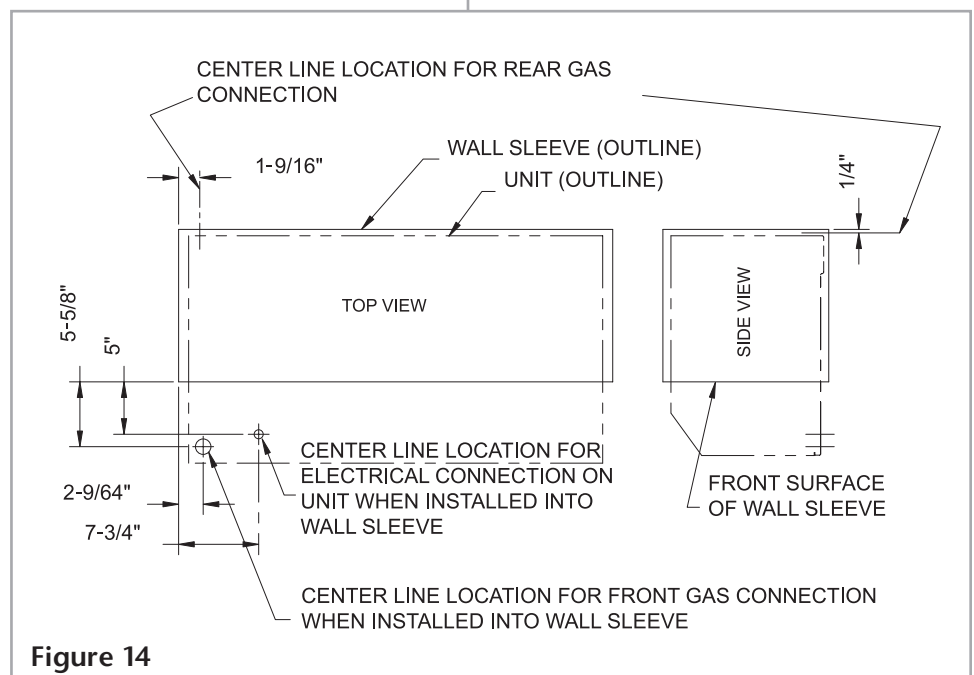 CENTER LINE LOCATION FOR REAR GAS
CONNECTION
1-9/16"
WALL SLEEVE (OUTLINE)
UNIT (OUTLINE)
1/4"
TOP VIEW
SIDE VIEW
5-5/8"
5"
2-9/64"
7-3/4"
CENTER LINE LOCATION FOR
ELECTRICAL CONNECTION ON
UNIT WHEN INSTALLED INTO
WALL SLEEVE
FRONT SURFACE
OF WALL SLEEVE
CENTER LINE LOCATION FOR FRONT GAS CONNECTION
WHEN INSTALLED INTO WALL SLEEVE
Figure 14